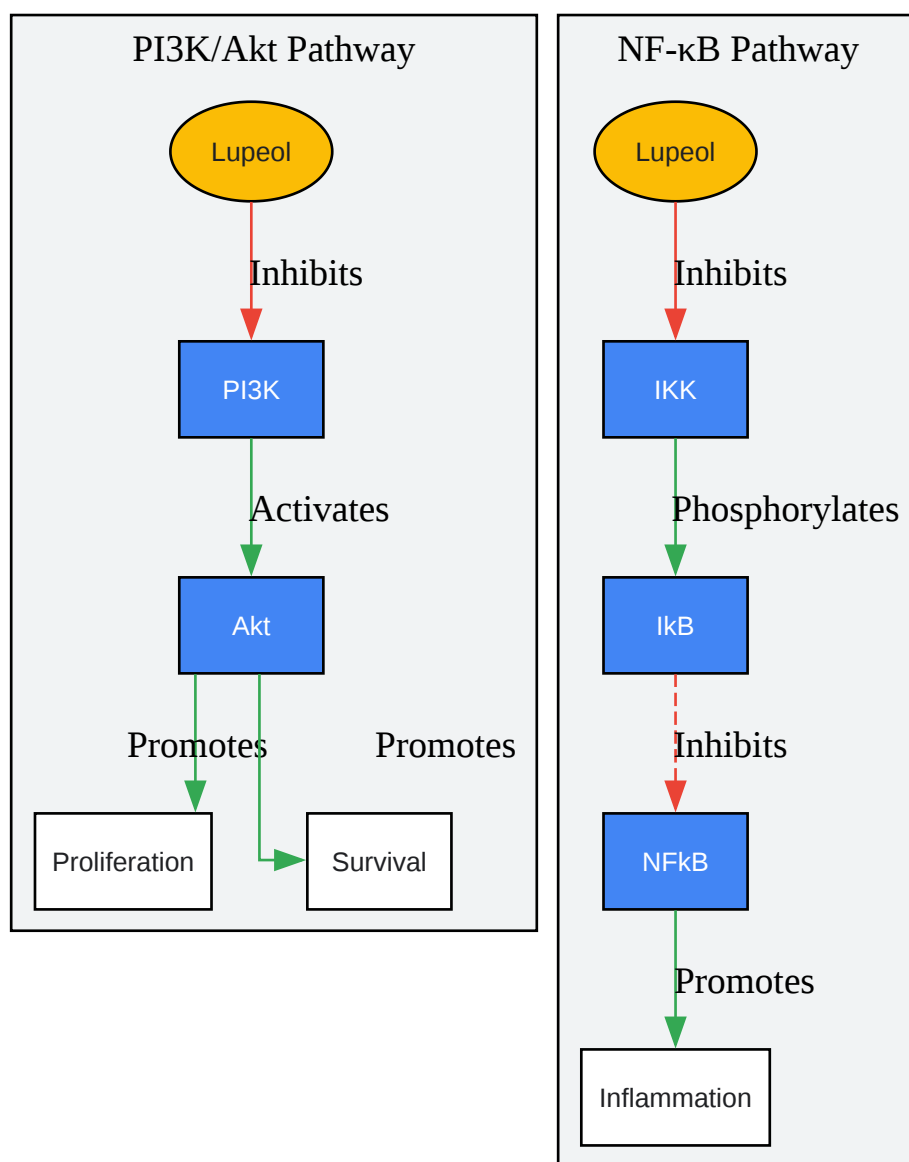 PI3K/Akt Pathway
Lupeol
Inhibits
PI3K
Activates
Akt
Promotes
Promotes
Proliferation
Survival
NF-κB Pathway
Lupeol
Inhibits
IKK
Phosphorylates
IkB
Inhibits
NFkB
Promotes
Inflammation